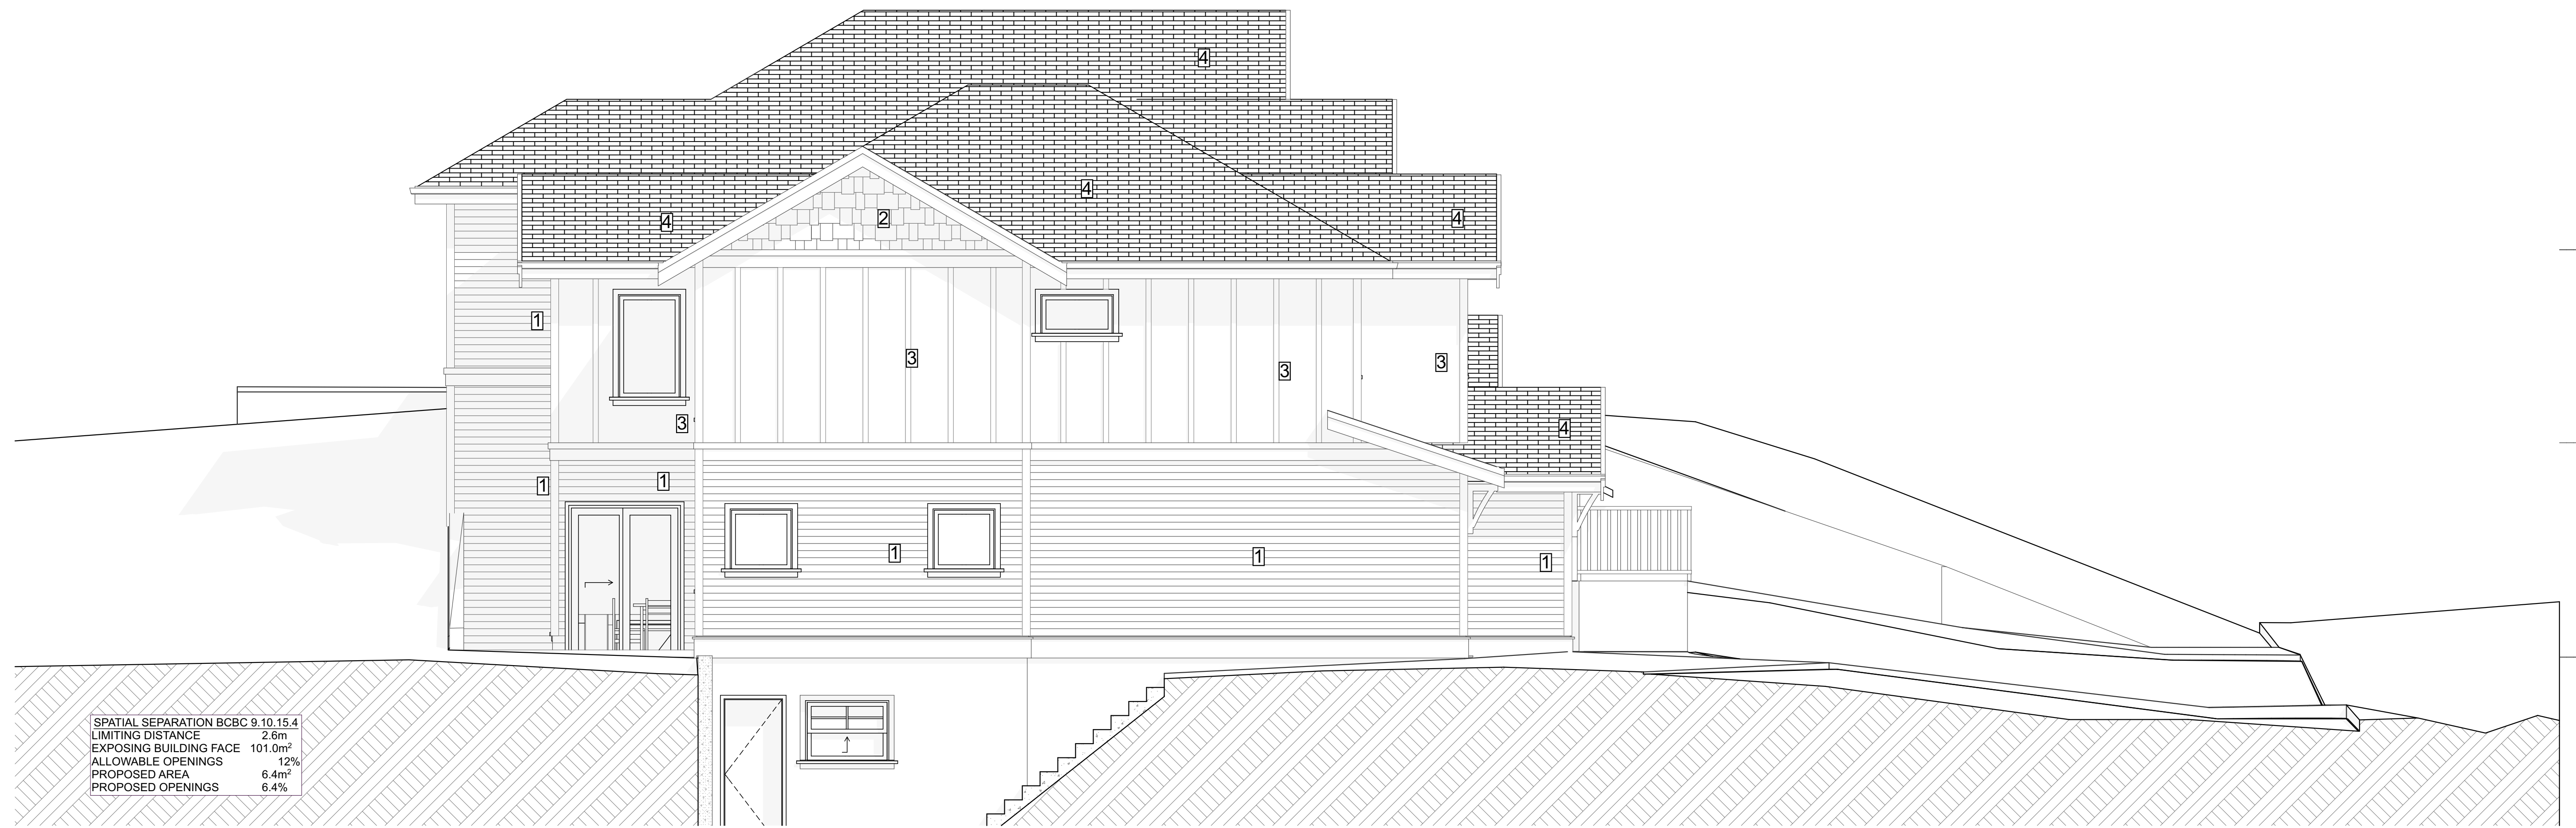 4
4
4
2
4
1
3
3
3
4
3
1
1
1
1
1
SPATIAL SEPARATION BCBC 9.10.15.4
LIMITING DISTANCE 2.6m
EXPOSING BUILDING FACE 101.0m²
ALLOWABLE OPENINGS 12%
PROPOSED AREA 6.4m²
PROPOSED OPENINGS 6.4%